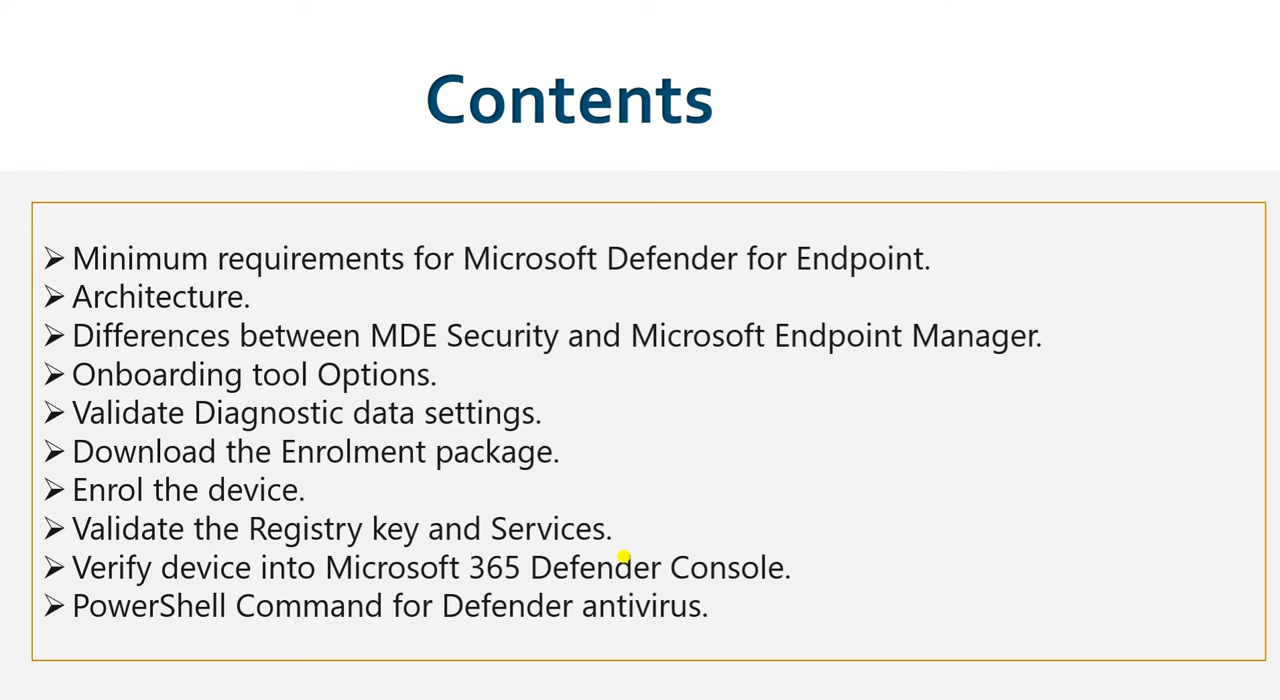 Contents
➢ Minimum requirements for Microsoft Defender for Endpoint.
➢ Architecture.
➢ Differences between MDE Security and Microsoft Endpoint Manager.
➢ Onboarding tool Options.
➢ Validate Diagnostic data settings.
➢ Download the Enrolment package.
➢ Enrol the device.
➢ Validate the Registry key and Services.
➢ Verify device into Microsoft 365 Defender Console.
➢ PowerShell Command for Defender antivirus.